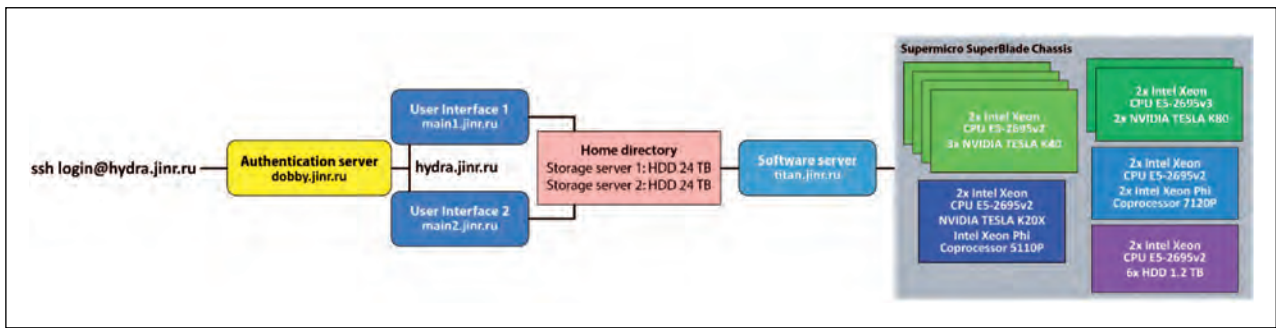 ssh login@hydra.jinr.ru
Authentication server
dobby.jinr.ru
User Interface 1
main1.jinr.ru
hydra.jinr.ru
User Interface 2
main2.jinr.ru
Home directory
Storage server 1: HDD 24 TB
Storage server 2: HDD 24 TB
Software server
titan.jinr.ru
Supermicro SuperBlade Chassis
2x Intel Xeon
CPU E5-2695v2
3x NVIDIA TESLA K40
2x Intel Xeon
CPU E5-2695v3
2x NVIDIA TESLA K80
2x Intel Xeon
CPU E5-2695v2
NVIDIA TESLA K20X
Intel Xeon Phi
Coprocessor 5110P
2x Intel Xeon
CPU E5-2695v2
2x Intel Xeon Phi
Coprocessor 7120P
2x Intel Xeon
CPU E5-2695v2
6x HDD 1.2 TB